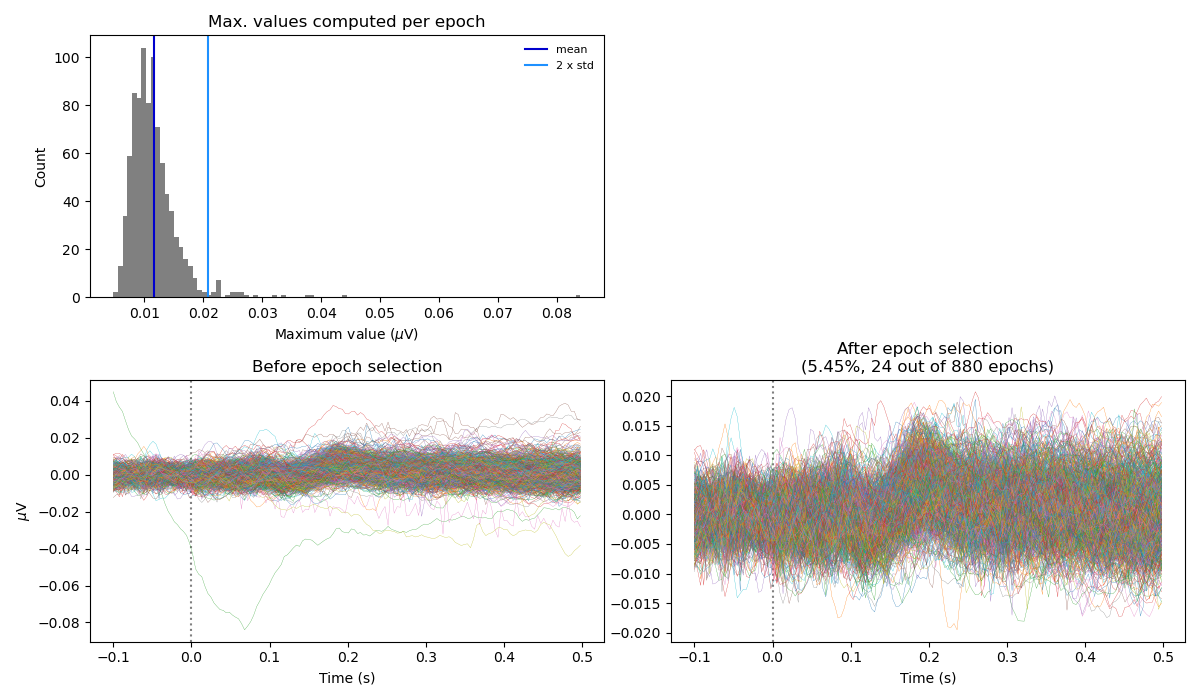 Max. values computed per epoch
100
80
60
40
20
0
Count
mean
2 x std
0.01 0.02 0.03 0.04 0.05 0.06 0.07 0.08
Maximum value (μV)
Before epoch selection
0.04
0.02
0.00
−0.02
−0.04
−0.06
−0.08
μV
−0.1 0.0 0.1 0.2 0.3 0.4 0.5
Time (s)
After epoch selection
(5.45%, 24 out of 880 epochs)
0.020
0.015
0.010
0.005
0.000
−0.005
−0.010
−0.015
−0.020
−0.1 0.0 0.1 0.2 0.3 0.4 0.5
Time (s)